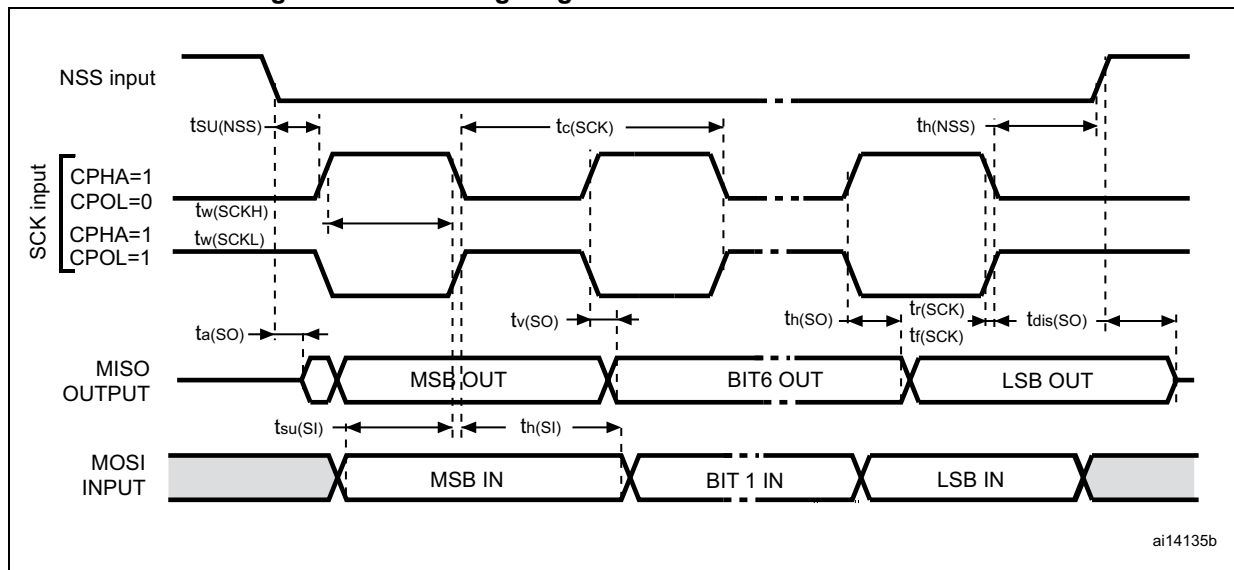 NSS input
tSU(NSS)
tc(SCK)
th(NSS)
SCK input
CPHA=1
CPOL=0
tw(SCKH)
CPHA=1
tw(SCKL)
CPOL=1
ta(SO)
tv(SO)
th(SO)
tr(SCK)
tf(SCK)
tdis(SO)
MISO
OUTPUT
MSB OUT
BIT6 OUT
LSB OUT
tsu(SI)
th(SI)
MOSI
INPUT
MSB IN
BIT 1 IN
LSB IN
ai14135b